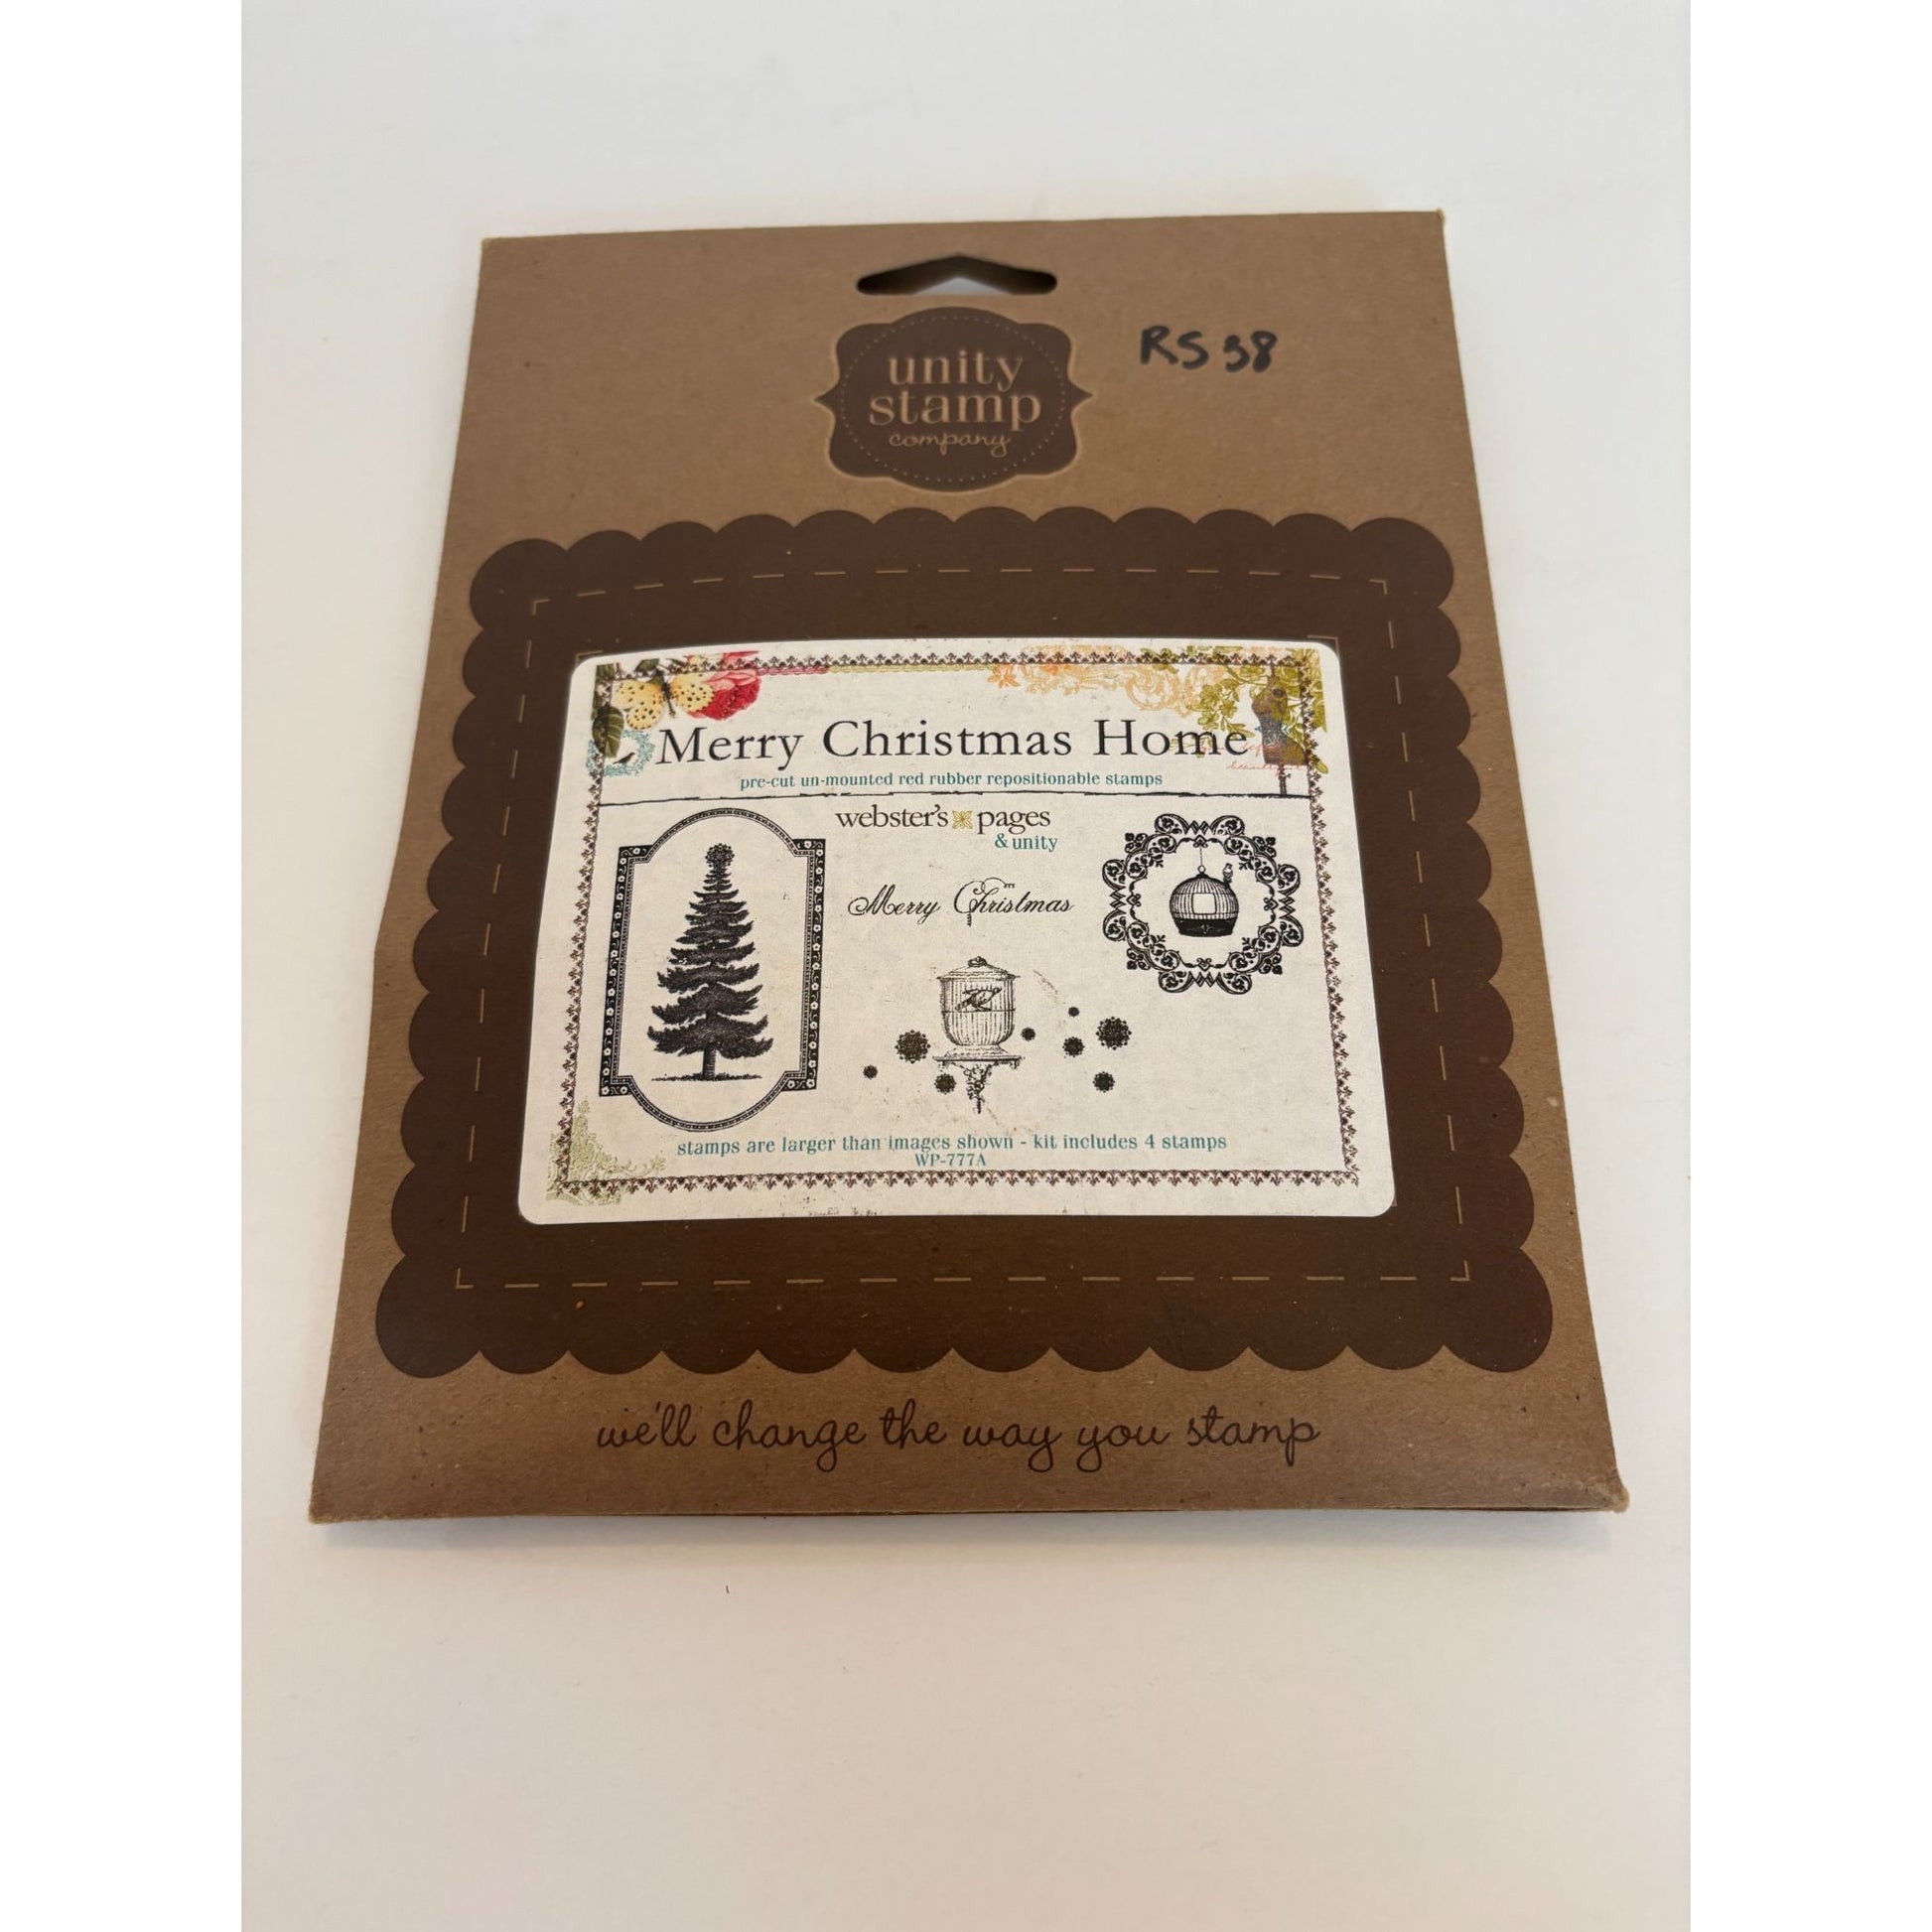 unity
stamp
company
RS 38
Merry Christmas Home
pre-cut un-mounted red rubber repositionable stamps
webster's pages
& unity
Merry Christmas
stamps are larger than images shown - kit includes 4 stamps
WP-777A
we'll change the way you stamp